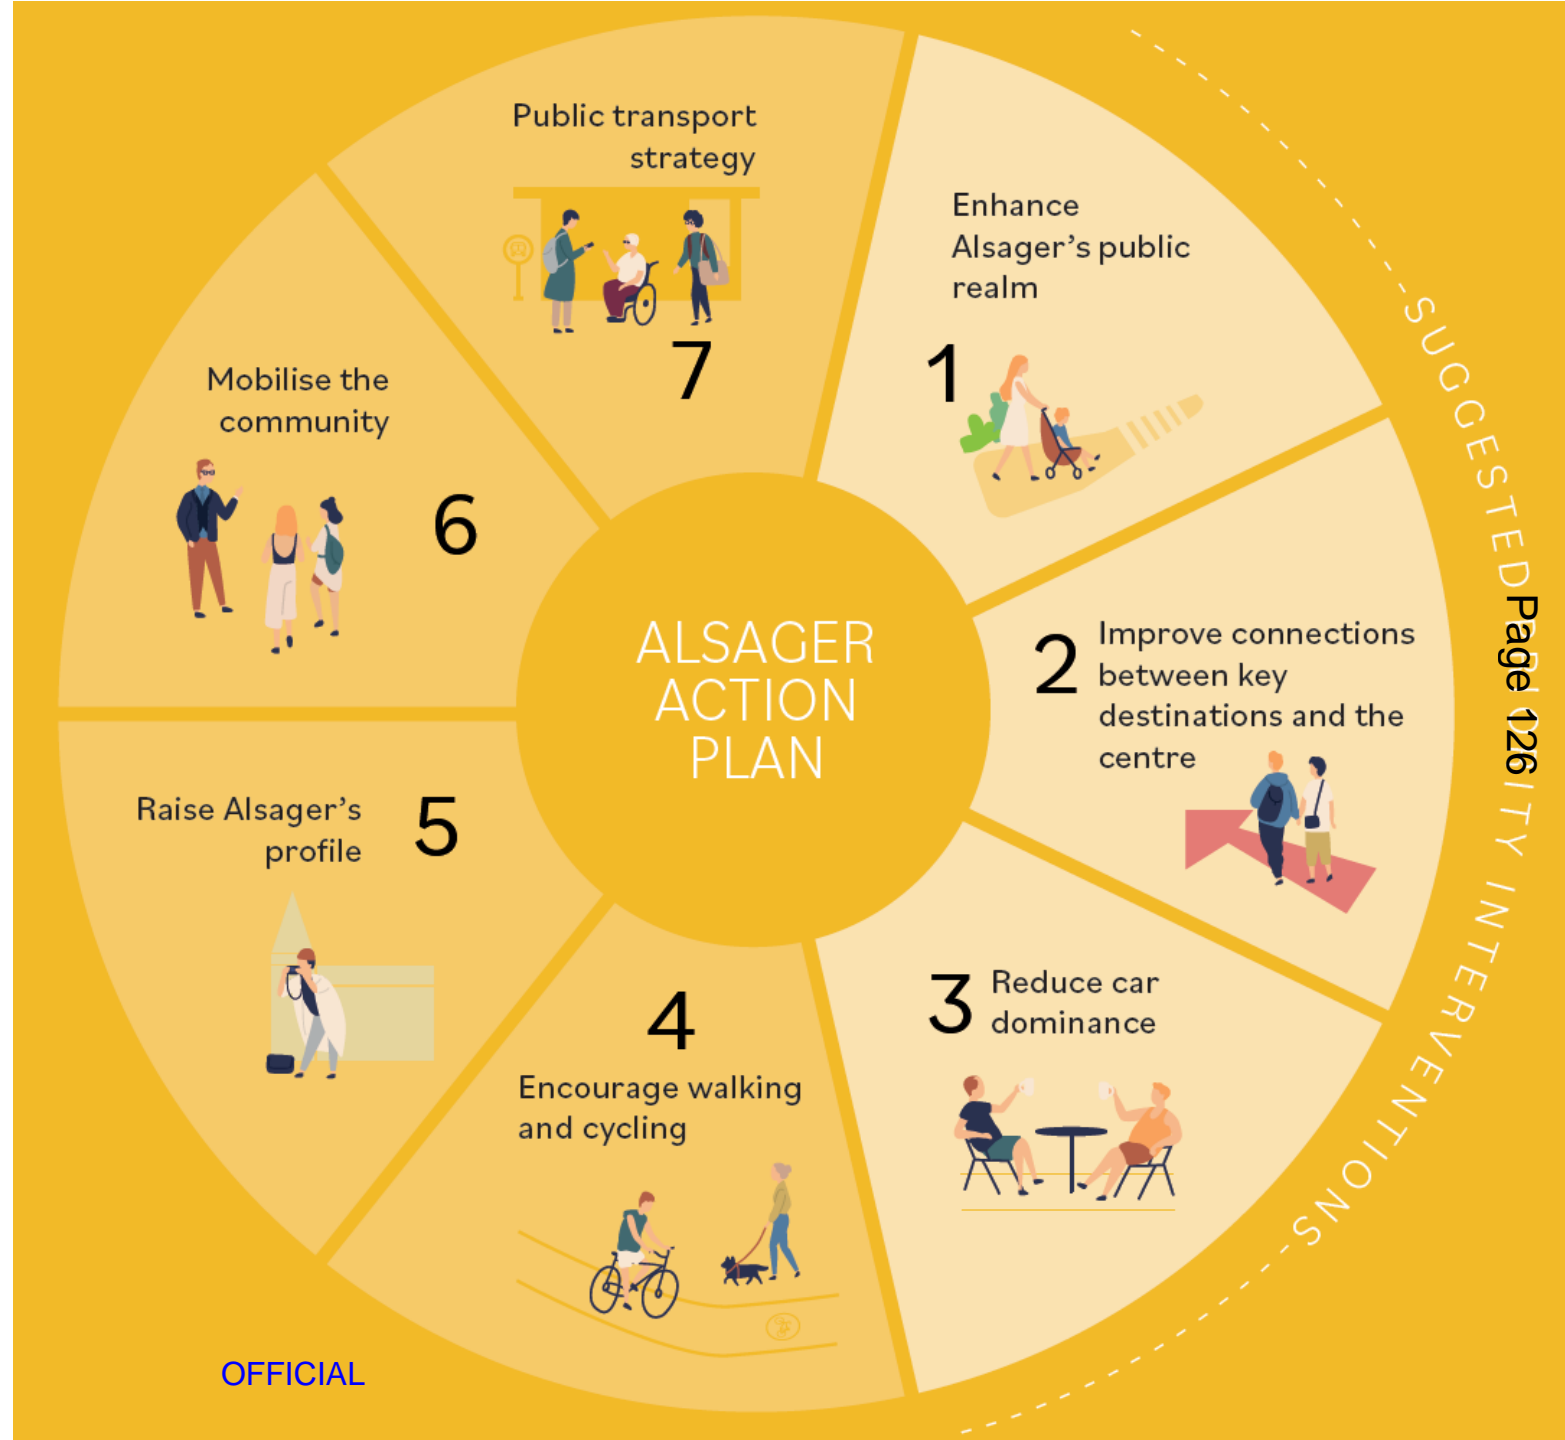 ALSAGER
ACTION
PLAN
1
Enhance
Alsager’s public
realm
2
Improve connections
between key
destinations and the
centre
3
Reduce car
dominance
4
Encourage walking
and cycling
5
Raise Alsager’s
profile
6
Mobilise the
community
7
Public transport
strategy
SUGGESTED INTERVENTIONS
Page 126
OFFICIAL